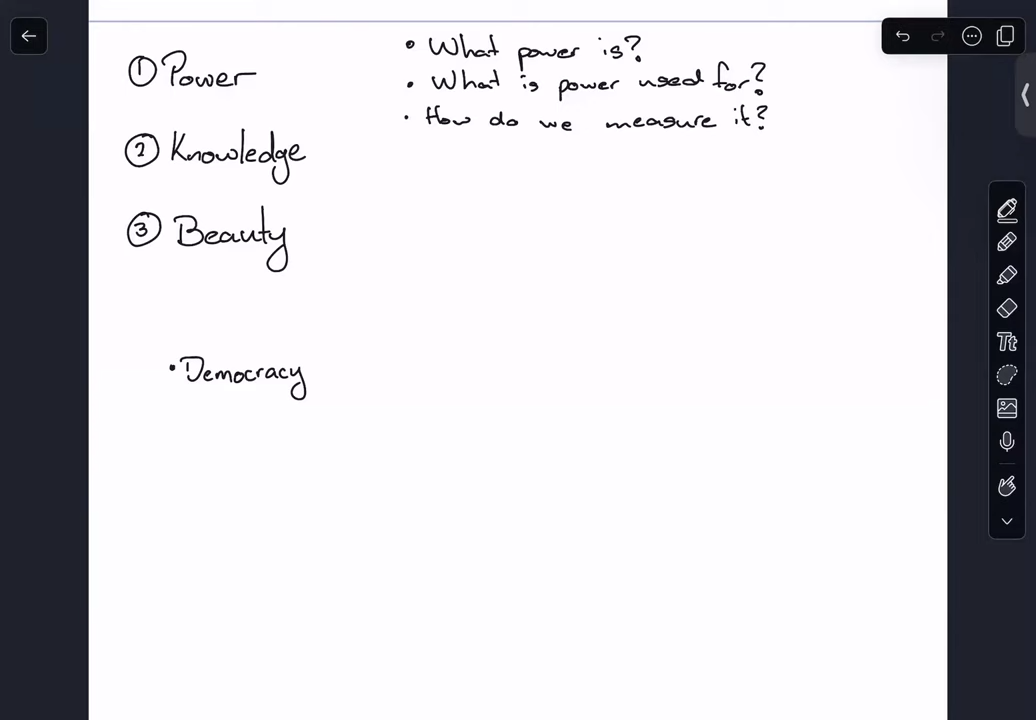 ① Power
• What power is?
• What is power used for?
• How do we measure it?
② Knowledge
③ Beauty
• Democracy
Tt